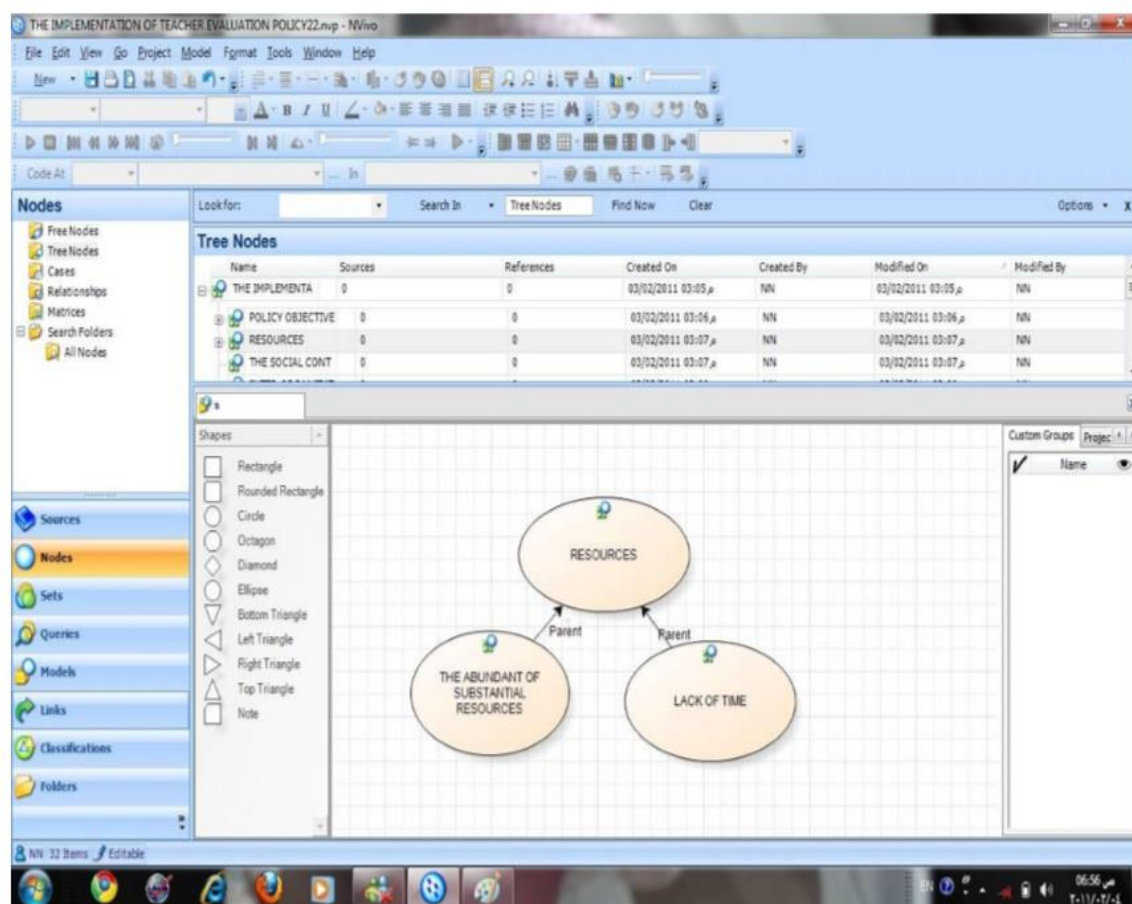 THE IMPLEMENTATION OF TEACHER EVALUATION POLICY22.nvp - NVivo
File Edit View Go Project Model Format Tools Window Help
New
A B I U
Code At In
Nodes
Look for: Search In Tree Nodes Find Now Clear Options x
Free Nodes
Tree Nodes
Cases
Relationships
Matrices
Search Folders
All Nodes
Tree Nodes
Name Sources References Created On Created By Modified On Modified By
THE IMPLEMENTA 0 0 03/02/2011 03:05 م NN 03/02/2011 03:05 م NN
POLICY OBJECTIVE 0 0 03/02/2011 03:06 م NN 03/02/2011 03:06 م NN
RESOURCES 0 0 03/02/2011 03:07 م NN 03/02/2011 03:07 م NN
THE SOCIAL CONT 0 0 03/02/2011 03:07 م NN 03/02/2011 03:07 م NN
s
Shapes
Rectangle
Rounded Rectangle
Circle
Octagon
Diamond
Ellipse
Bottom Triangle
Left Triangle
Right Triangle
Top Triangle
Note
RESOURCES
Parent
Parent
THE ABUNDANT OF
SUBSTANTIAL
RESOURCES
LACK OF TIME
Custom Groups Projec
Name
Sources
Nodes
Sets
Queries
Models
Links
Classifications
Folders
NN 32 Items Editable
EN
06:56 ص
٢٠١١/٠٢/٠٤